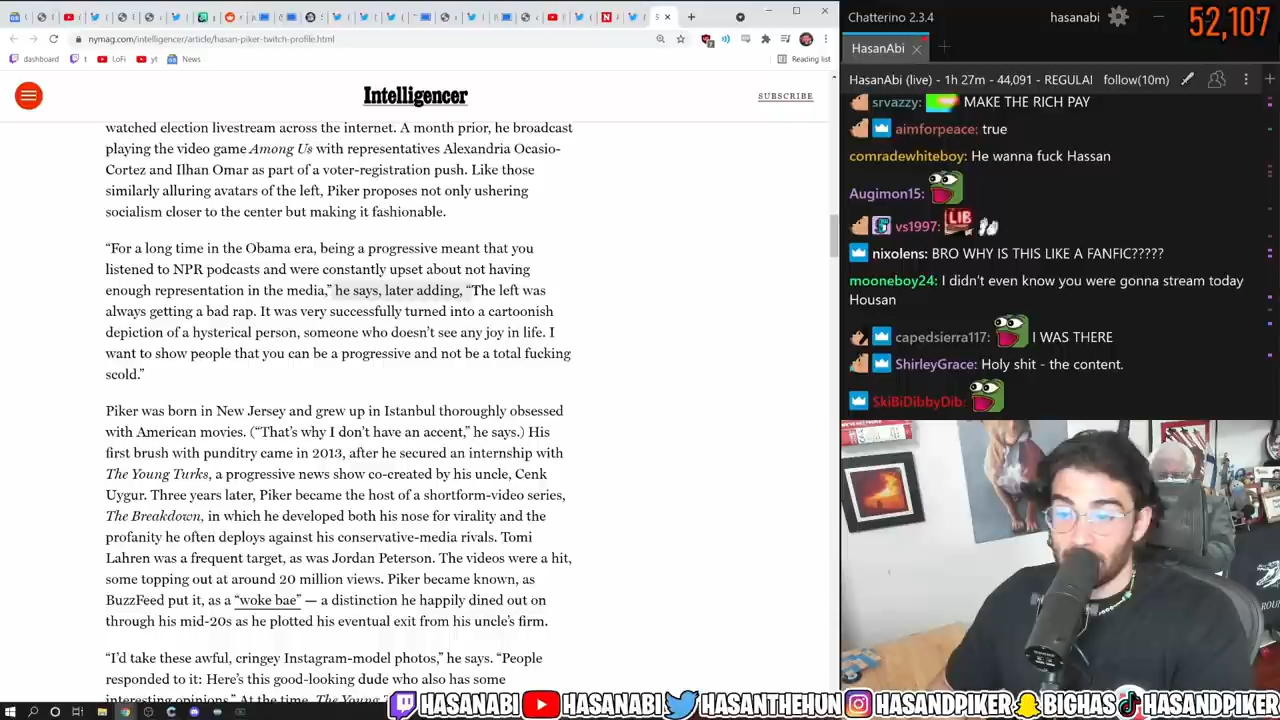 nymag.com/intelligencer/article/hasan-piker-twitch-profile.html
dashboard
t
LoFi
yt
News
Reading list
Intelligencer
SUBSCRIBE
watched election livestream across the internet. A month prior, he broadcast
playing the video game Among Us with representatives Alexandria Ocasio-
Cortez and Ilhan Omar as part of a voter-registration push. Like those
similarly alluring avatars of the left, Piker proposes not only ushering
socialism closer to the center but making it fashionable.
“For a long time in the Obama era, being a progressive meant that you
listened to NPR podcasts and were constantly upset about not having
enough representation in the media,” he says, later adding, “The left was
always getting a bad rap. It was very successfully turned into a cartoonish
depiction of a hysterical person, someone who doesn’t see any joy in life. I
want to show people that you can be a progressive and not be a total fucking
scold.”
Piker was born in New Jersey and grew up in Istanbul thoroughly obsessed
with American movies. (“That’s why I don’t have an accent,” he says.) His
first brush with punditry came in 2013, after he secured an internship with
The Young Turks, a progressive news show co-created by his uncle, Cenk
Uygur. Three years later, Piker became the host of a shortform-video series,
The Breakdown, in which he developed both his nose for virality and the
profanity he often deploys against his conservative-media rivals. Tomi
Lahren was a frequent target, as was Jordan Peterson. The videos were a hit,
some topping out at around 20 million views. Piker became known, as
BuzzFeed put it, as a “woke bae” — a distinction he happily dined out on
through his mid-20s as he plotted his eventual exit from his uncle’s firm.
“I’d take these awful, cringey Instagram-model photos,” he says. “People
responded to it: Here’s this good-looking dude who also has some
interesting opinions.” At the time, The Young
Chatterino 2.3.4
hasanabi
52,107
HasanAbi
HasanAbi (live) - 1h 27m - 44,091 - REGULAI
follow(10m)
srvazzy: MAKE THE RICH PAY
aimforpeace: true
comradewhiteboy: He wanna fuck Hassan
Augimon15:
vs1997: LIB
nixolens: BRO WHY IS THIS LIKE A FANFIC?????
mooneboy24: I didn't even know you were gonna stream today
Housan
capedsierra117: I WAS THERE
ShirleyGrace: Holy shit - the content.
SkiBiDibbyDib:
HASANABI
HASANABI
HASANTHEHUN
HASANDPIKER
BIGHAS
HASANDPIKER